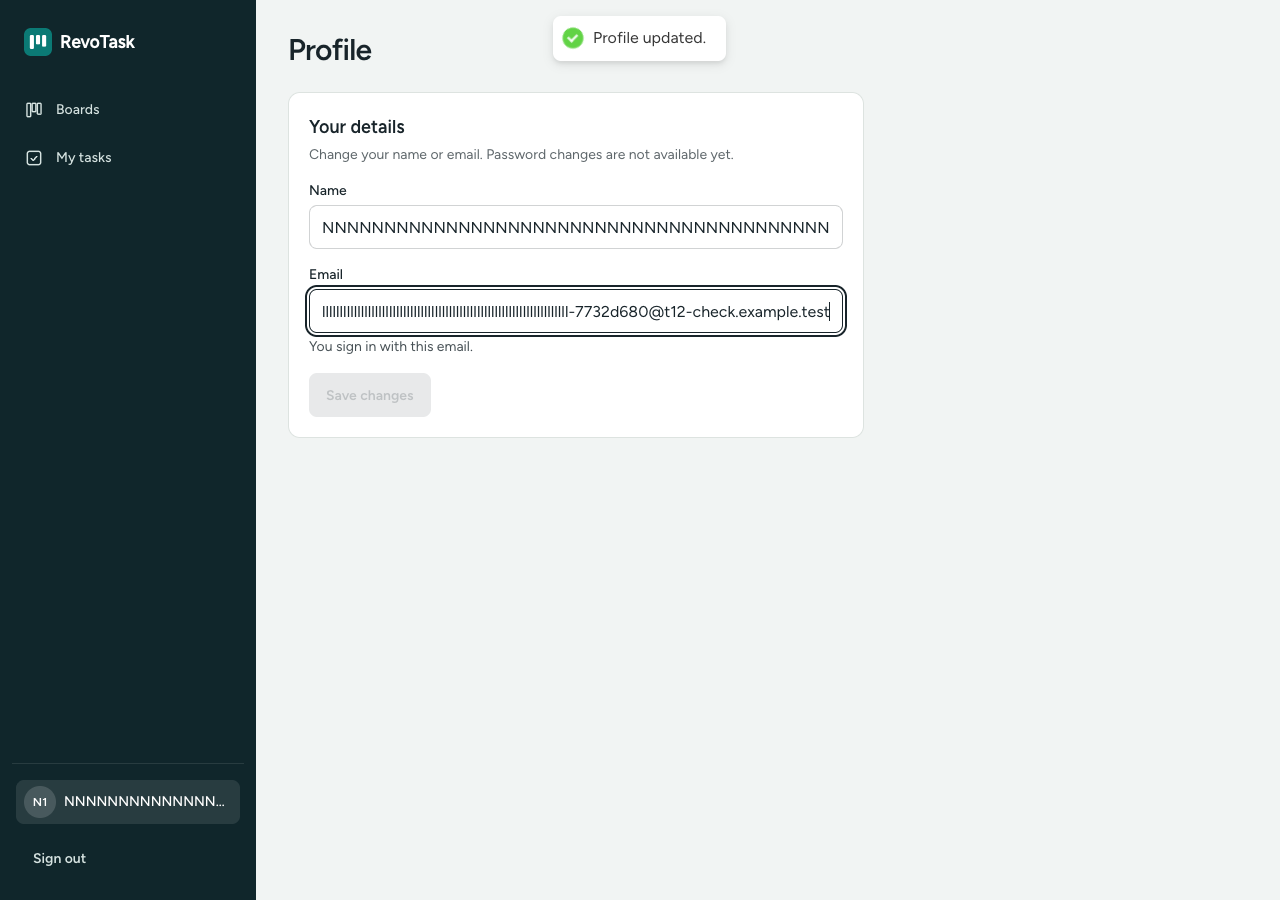 RevoTask
Boards
My tasks
Profile
Profile updated.
Your details
Change your name or email. Password changes are not available yet.
Name
Email
-7732d680@t12-check.example.test
You sign in with this email.
Save changes
N1
NNNNNNNNNNNNNN...
Sign out